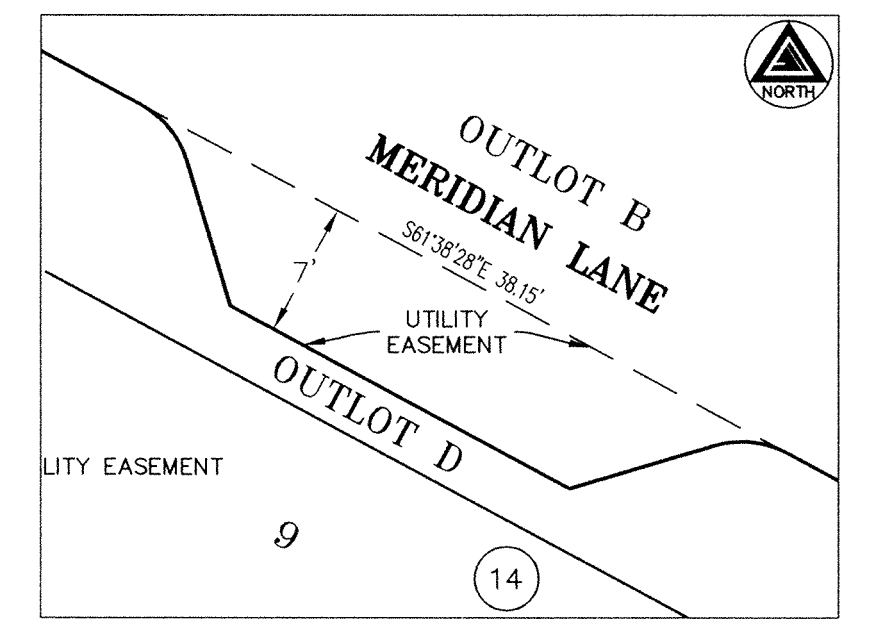 NORTH
OUTLOT B
MERIDIAN LANE
S61°38'28"E 38.15'
7'
UTILITY
EASEMENT
OUTLOT D
LITY EASEMENT
9
14